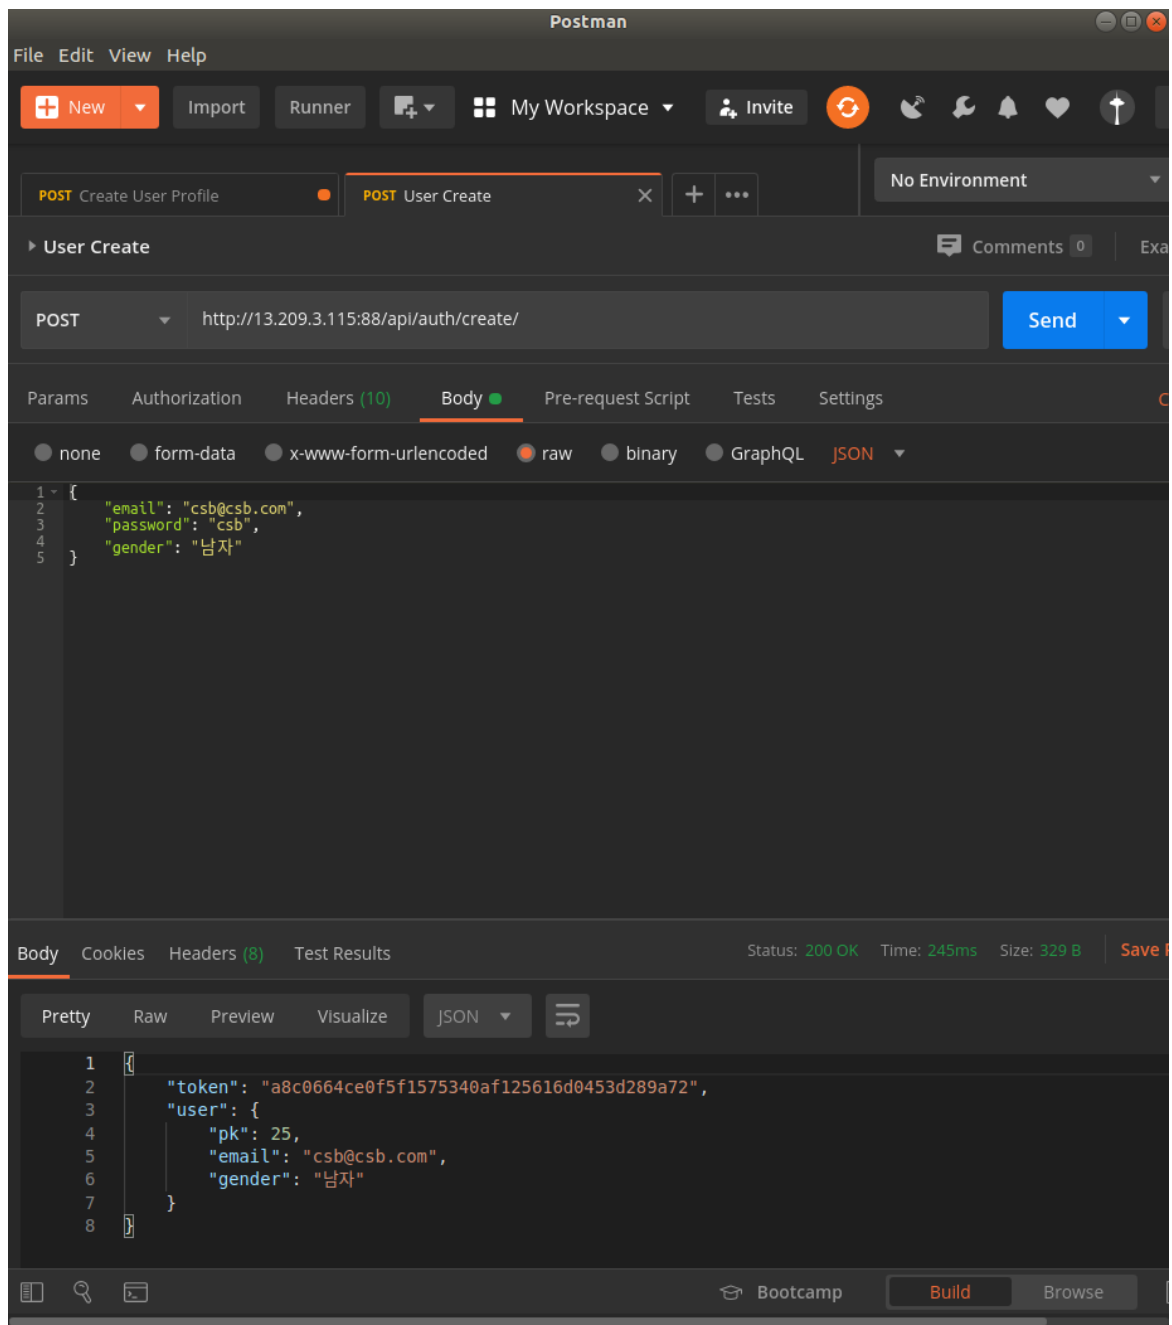 Postman
File Edit View Help
New Import Runner My Workspace Invite
POST Create User Profile POST User Create No Environment
User Create Comments 0 Exa
POST http://13.209.3.115:88/api/auth/create/ Send
Params Authorization Headers (10) Body Pre-request Script Tests Settings C
none form-data x-www-form-urlencoded raw binary GraphQL JSON
1 {
2 "email": "csb@csb.com",
3 "password": "csb",
4 "gender": "남자"
5 }
Body Cookies Headers (8) Test Results Status: 200 OK Time: 245ms Size: 329 B Save R
Pretty Raw Preview Visualize JSON
1 {
2 "token": "a8c0664ce0f5f1575340af125616d0453d289a72",
3 "user": {
4 "pk": 25,
5 "email": "csb@csb.com",
6 "gender": "남자"
7 }
8 }
Bootcamp Build Browse